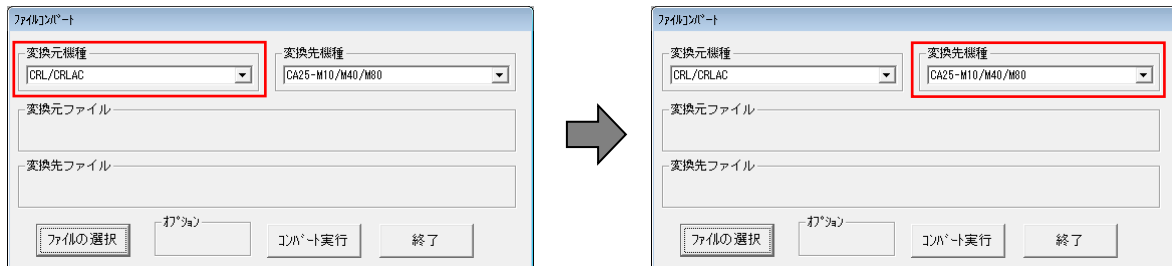 ﾌｧｲﾙｺﾝﾊﾞｰﾄ
変換元機種
変換先機種
CRL/CRLAC
CA25-M10/M40/M80
変換元ファイル
変換先ファイル
ｵﾌﾟｼｮﾝ
ﾌｧｲﾙの選択
ｺﾝﾊﾞｰﾄ実行
終了
ﾌｧｲﾙｺﾝﾊﾞｰﾄ
変換元機種
変換先機種
CRL/CRLAC
CA25-M10/M40/M80
変換元ファイル
変換先ファイル
ｵﾌﾟｼｮﾝ
ﾌｧｲﾙの選択
ｺﾝﾊﾞｰﾄ実行
終了